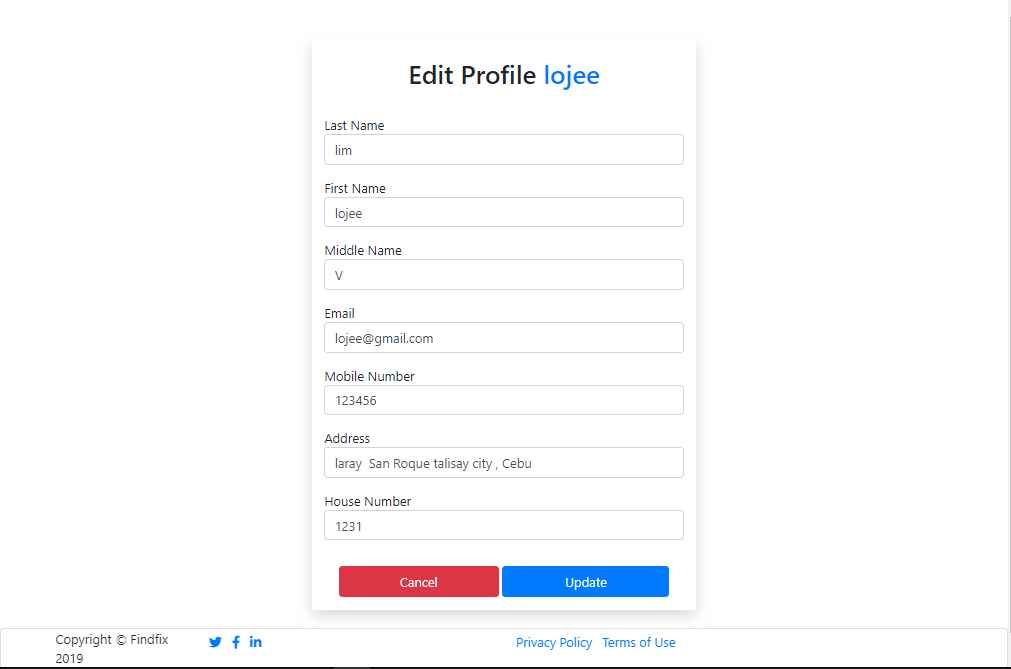 Edit Profile lojee
Last Name
lim
First Name
lojee
Middle Name
V
Email
lojee@gmail.com
Mobile Number
123456
Address
laray  San Roque talisay city , Cebu
House Number
1231
Cancel Update
Copyright © Findfix
2019
Privacy Policy Terms of Use